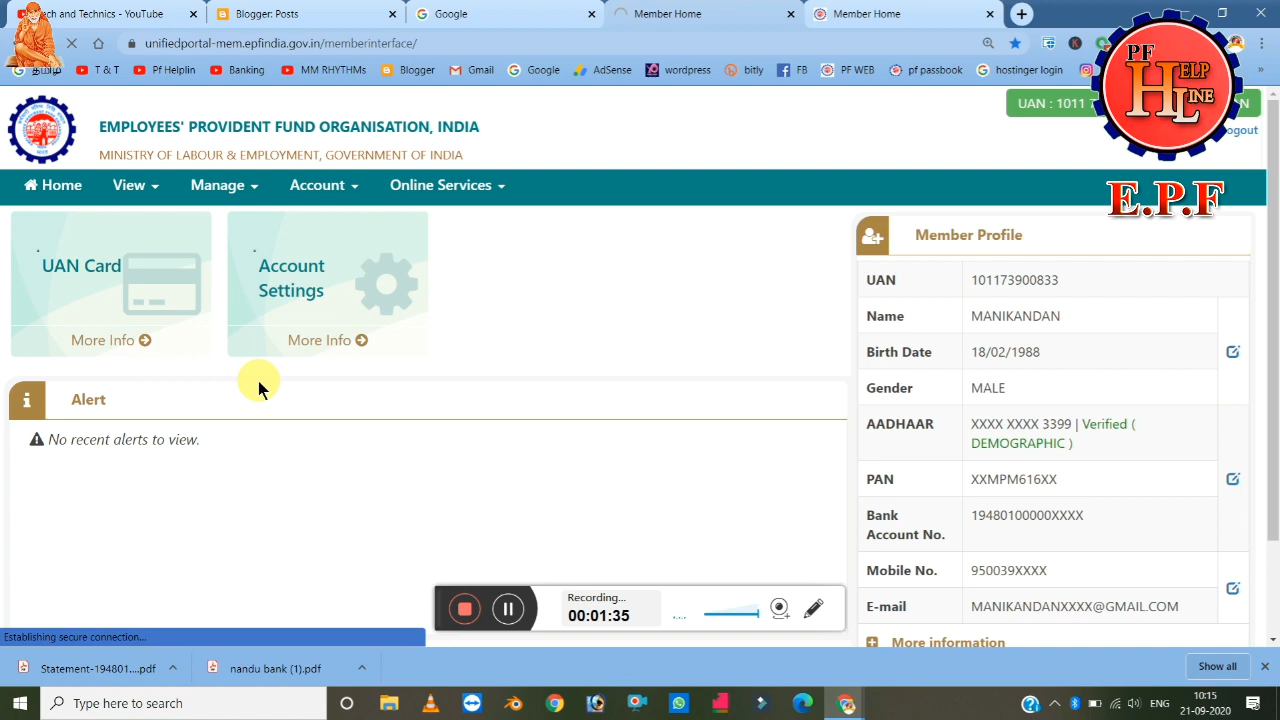 ech and Technics - YouTube
Blogger: Posts
Google
Member Home
Member Home
unifiedportal-mem.epfindia.gov.in/memberinterface/
தமிழ்
T & T
PF Helplin
Banking
MM RHYTHMS
Blogger
Gmail
Google
AdSense
wordpress
bitly
FB
PF WEB
pf passbook
hostinger login
PF
HELP
LINE
E.P.F
EMPLOYEES' PROVIDENT FUND ORGANISATION, INDIA
MINISTRY OF LABOUR & EMPLOYMENT, GOVERNMENT OF INDIA
UAN : 1011
ogout
Home
View
Manage
Account
Online Services
UAN Card
More Info
Account
Settings
More Info
Alert
No recent alerts to view.
Member Profile
UAN 101173900833
Name MANIKANDAN
Birth Date 18/02/1988
Gender MALE
AADHAAR XXXX XXXX 3399 | Verified (
DEMOGRAPHIC )
PAN XXMPM616XX
Bank
Account No. 19480100000XXXX
Mobile No. 950039XXXX
E-mail MANIKANDANXXXX@GMAIL.COM
More information
Recording...
00:01:35
Establishing secure connection...
Statement-194801....pdf
nandu bank (1).pdf
Show all
Type here to search
ENG
10:15
21-09-2020